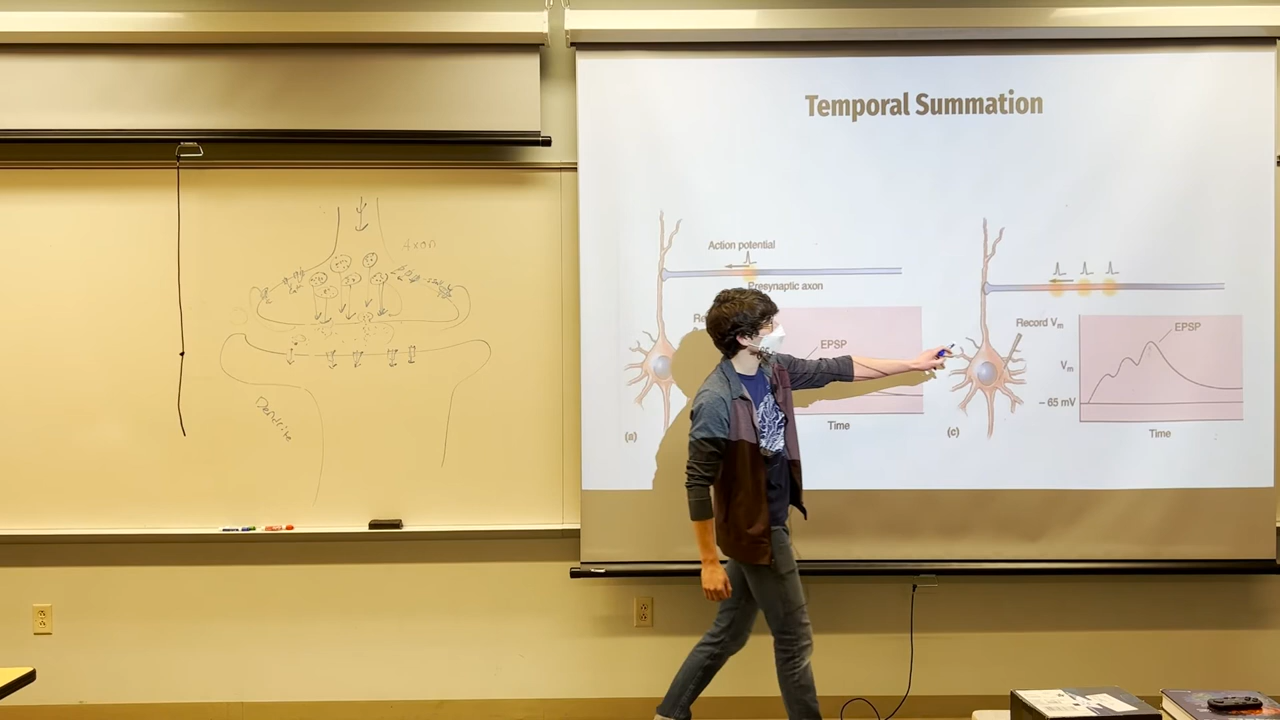 Axon
Dendrite
Temporal Summation
Action potential
Presynaptic axon
EPSP
Time
(a)
Record Vm
EPSP
Vm
– 65 mV
Time
(c)